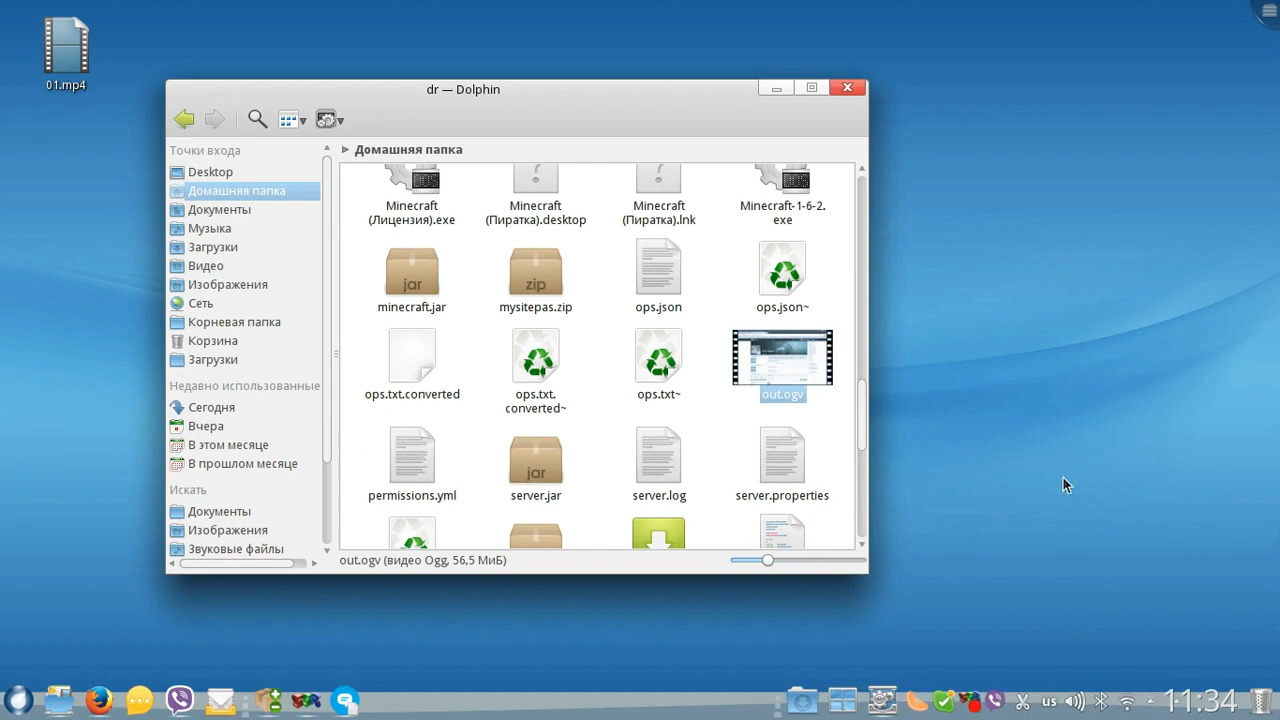 01.mp4
dr — Dolphin
Точки входа
Desktop
Домашняя папка
Документы
Музыка
Загрузки
Видео
Изображения
Сеть
Корневая папка
Корзина
Загрузки
Недавно использованные
Сегодня
Вчера
В этом месяце
В прошлом месяце
Искать
Документы
Изображения
Звуковые файлы
Домашняя папка
Minecraft
(Лицензия).exe
Minecraft
(Пиратка).desktop
Minecraft
(Пиратка).lnk
Minecraft-1-6-2.
exe
jar
minecraft.jar
zip
mysitepas.zip
ops.json
ops.json~
ops.txt.converted
ops.txt.
converted~
ops.txt~
out.ogv
permissions.yml
jar
server.jar
server.log
server.properties
out.ogv (видео Ogg, 56,5 МиБ)
us
11:34